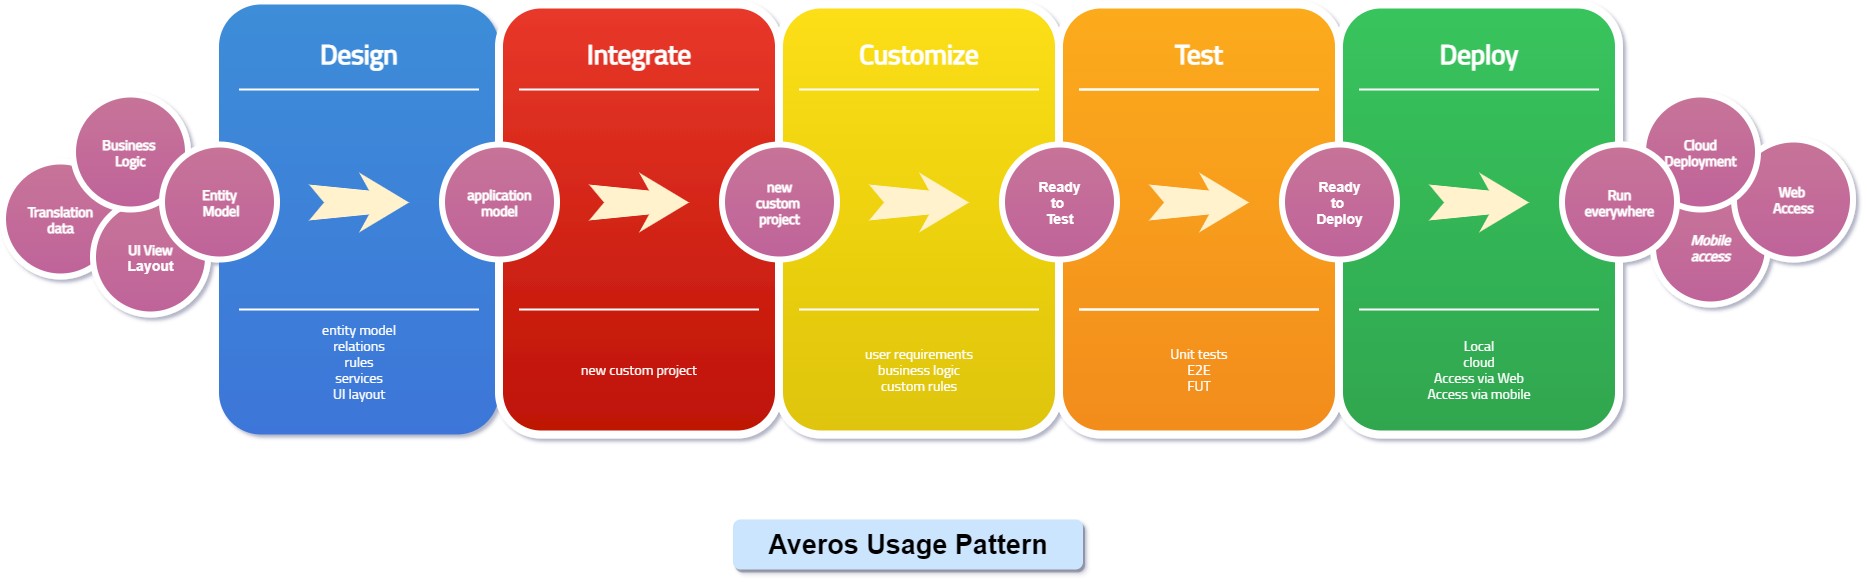 Design
Integrate
Customize
Test
Deploy
Business
Logic
Translation
data
UI View
Layout
Entity
Model
application
model
new
custom
project
Ready
to
Test
Ready
to
Deploy
Run
everywhere
Cloud
Deployment
Mobile
access
Web
Access
entity model
relations
rules
services
UI layout
new custom project
user requirements
business logic
custom rules
Unit tests
E2E
FUT
Local
cloud
Access via Web
Access via mobile
Averos Usage Pattern